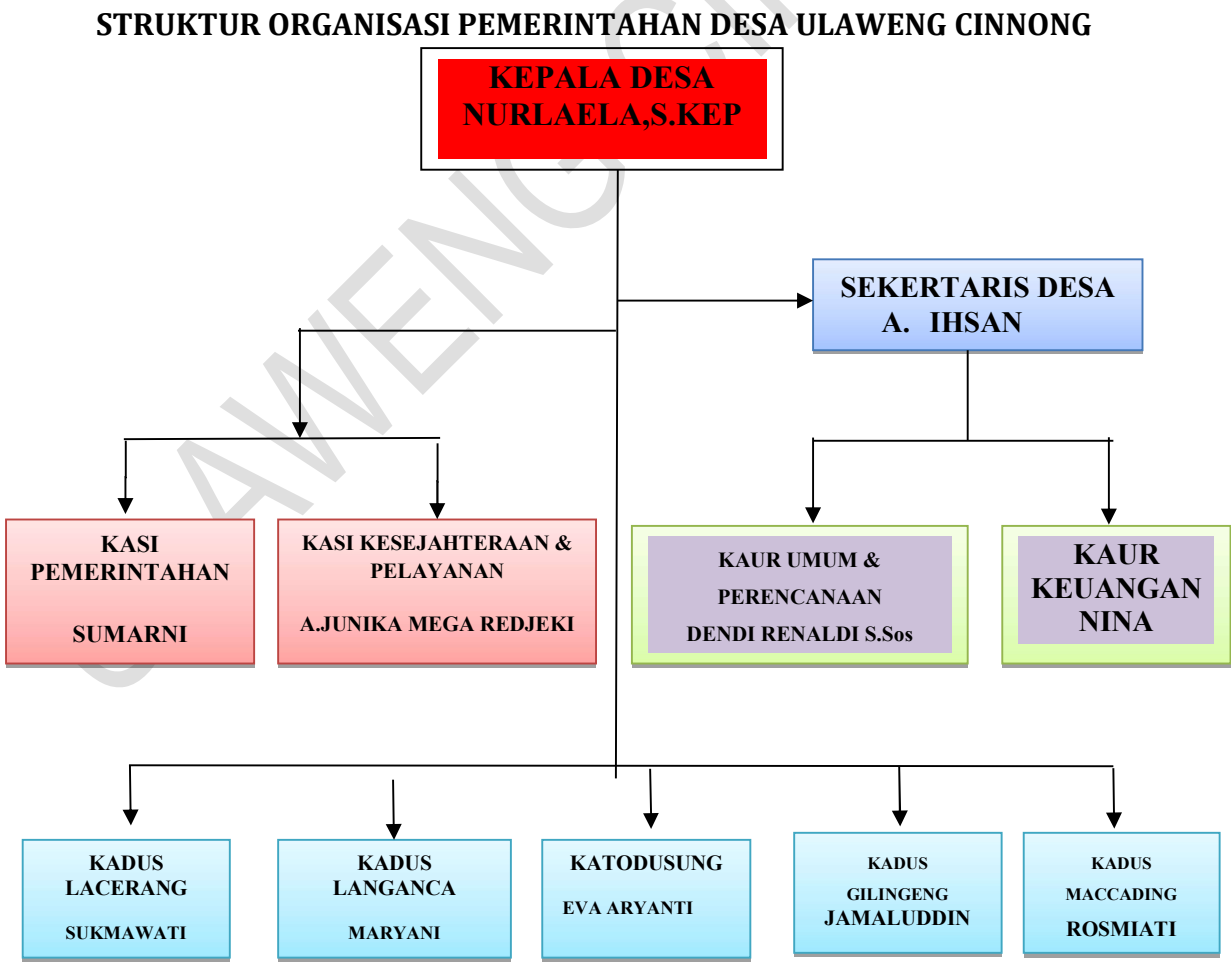 STRUKTUR ORGANISASI PEMERINTAHAN DESA ULAWENG CINNONG
KEPALA DESA
NURLAELA,S.KEP
SEKERTARIS DESA
A. IHSAN
KASI
PEMERINTAHAN
SUMARNI
KASI KESEJAHTERAAN &
PELAYANAN
A.JUNIKA MEGA REDJEKI
KAUR UMUM &
PERENCANAAN
DENDI RENALDI S.Sos
KAUR
KEUANGAN
NINA
KADUS
LACERANG
SUKMAWATI
KADUS
LANGANCA
MARYANI
KATODUSUNG
EVA ARYANTI
KADUS
GILINGENG
JAMALUDDIN
KADUS
MACCADING
ROSMIATI